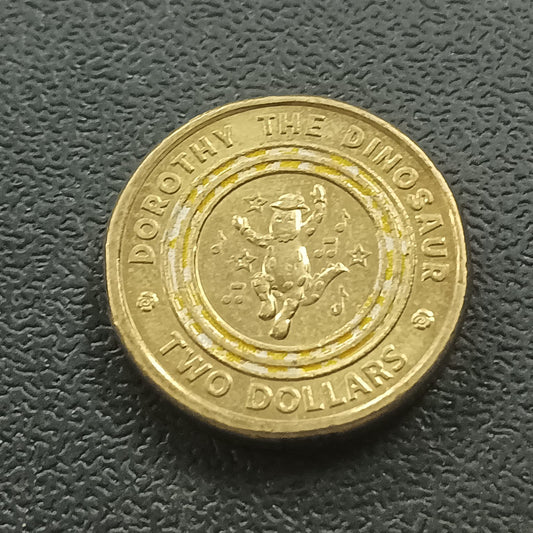 DOROTHY THE DINOSAUR
TWO DOLLARS